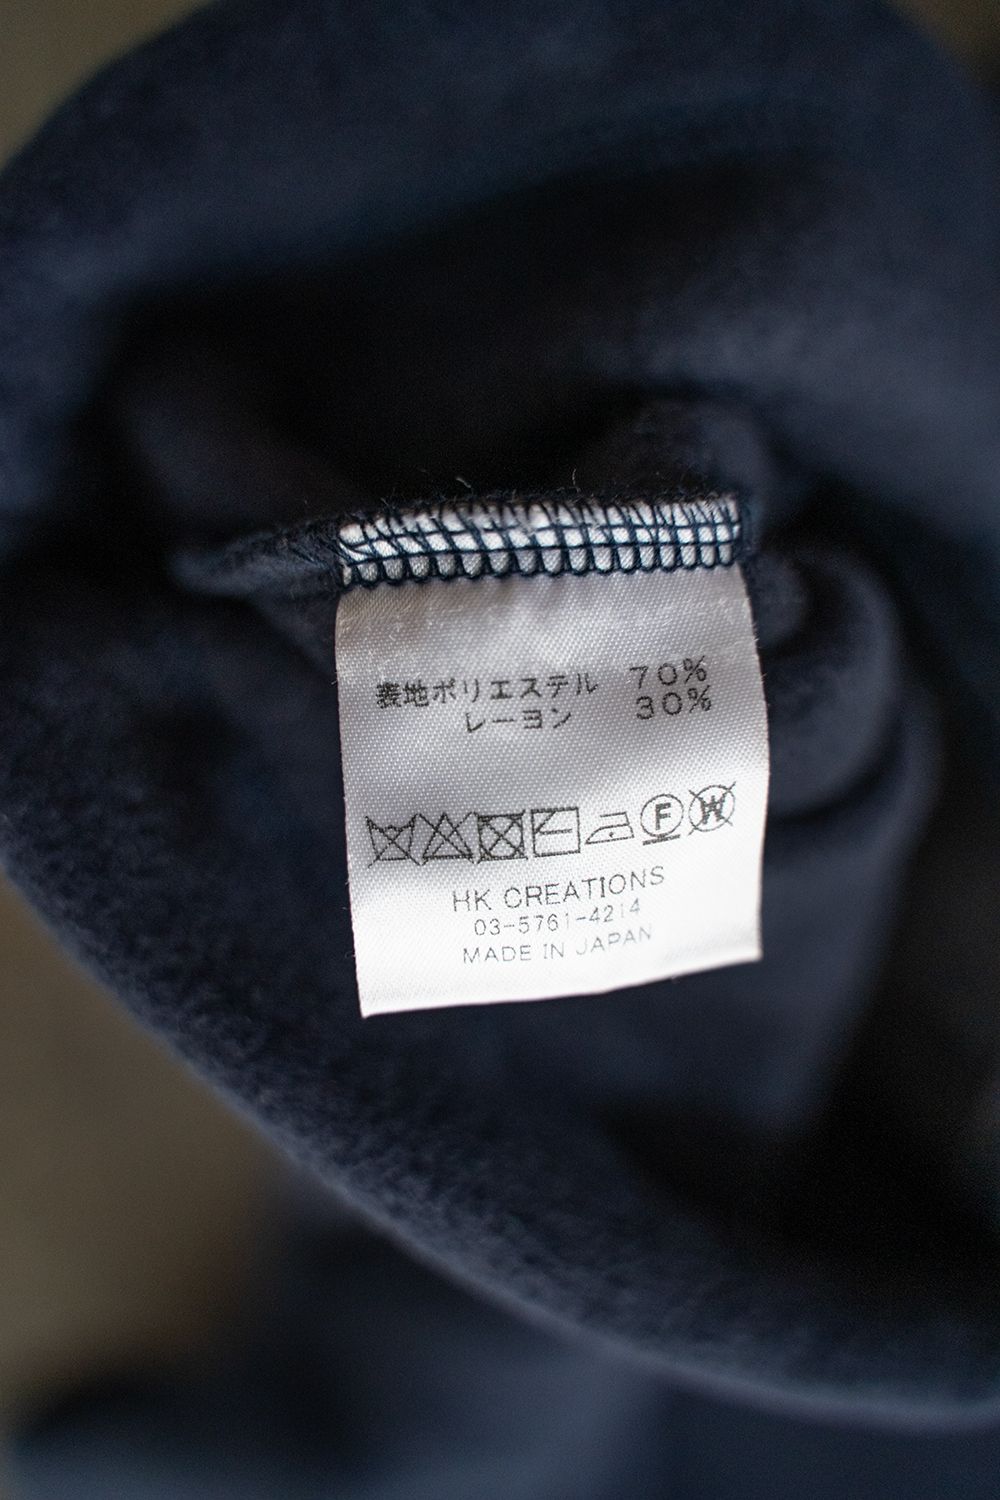 表地ポリエステル 70%
レーヨン 30%
F W
HK CREATIONS
03-5761-4214
MADE IN JAPAN